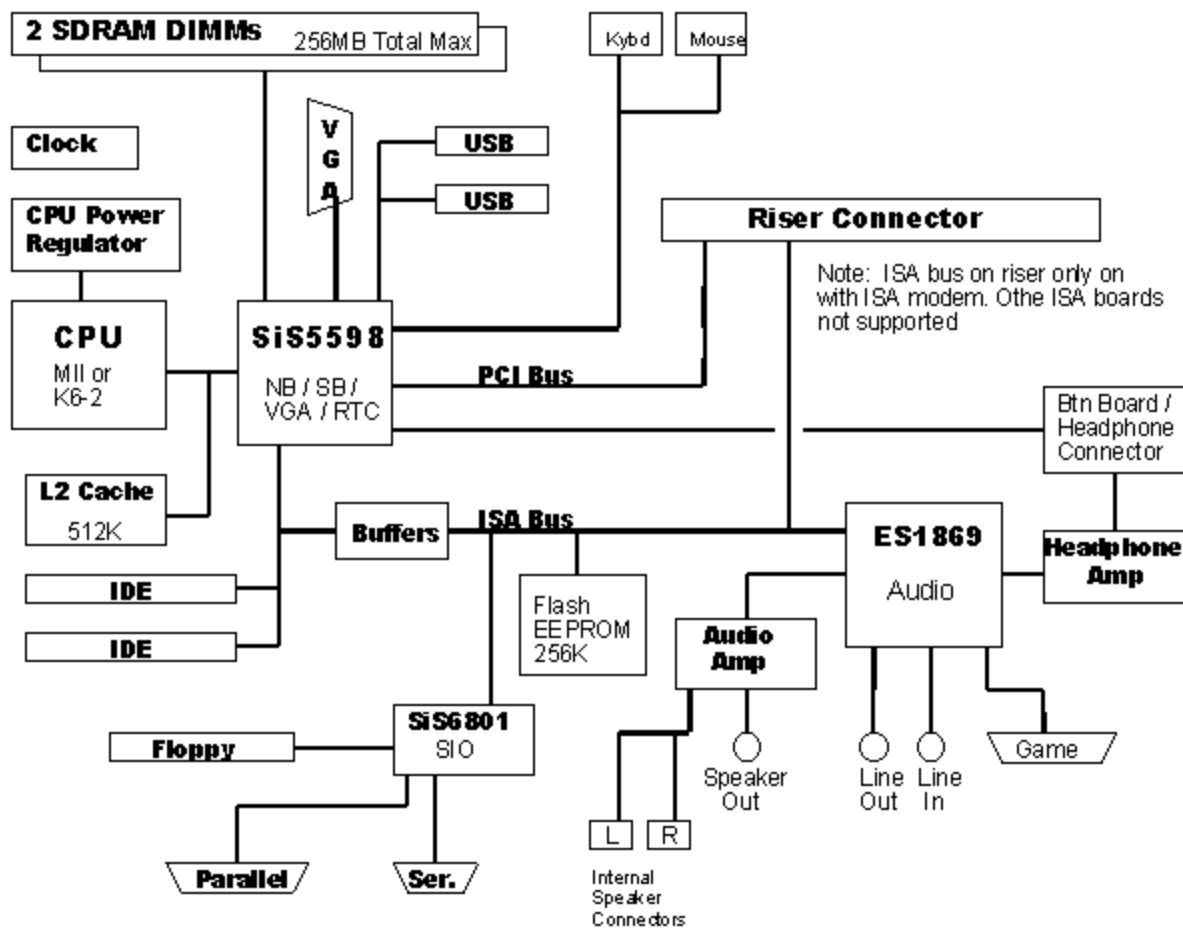 2 SDRAM DIMMs
256MB Total Max
Kybd
Mouse
Clock
V
G
A
USB
USB
CPU Power
Regulator
Riser Connector
Note: ISA bus on riser only on
with ISA modem. Othe ISA boards
not supported
CPU
MII or
K6-2
SiS5598
NB / SB /
VGA / RTC
PCI Bus
Btn Board /
Headphone
Connector
L2 Cache
512K
Buffers
ISA Bus
ES1869
Audio
Headphone
Amp
IDE
IDE
Flash
EEPROM
256K
Audio
Amp
SiS6801
SIO
Floppy
Speaker
Out
Line
Out
Line
In
Game
L
R
Parallel
Ser.
Internal
Speaker
Connectors